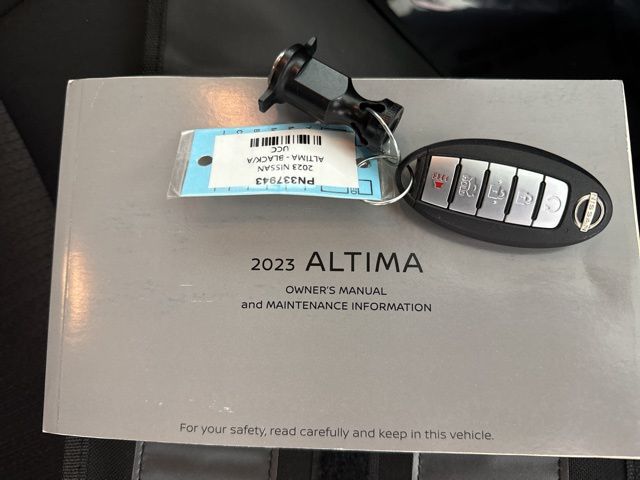 PN337943
2023 NISSAN
ALTIMA - BLACK/A
UCC
NISSAN
2023 ALTIMA
OWNER'S MANUAL
and MAINTENANCE INFORMATION
For your safety, read carefully and keep in this vehicle.